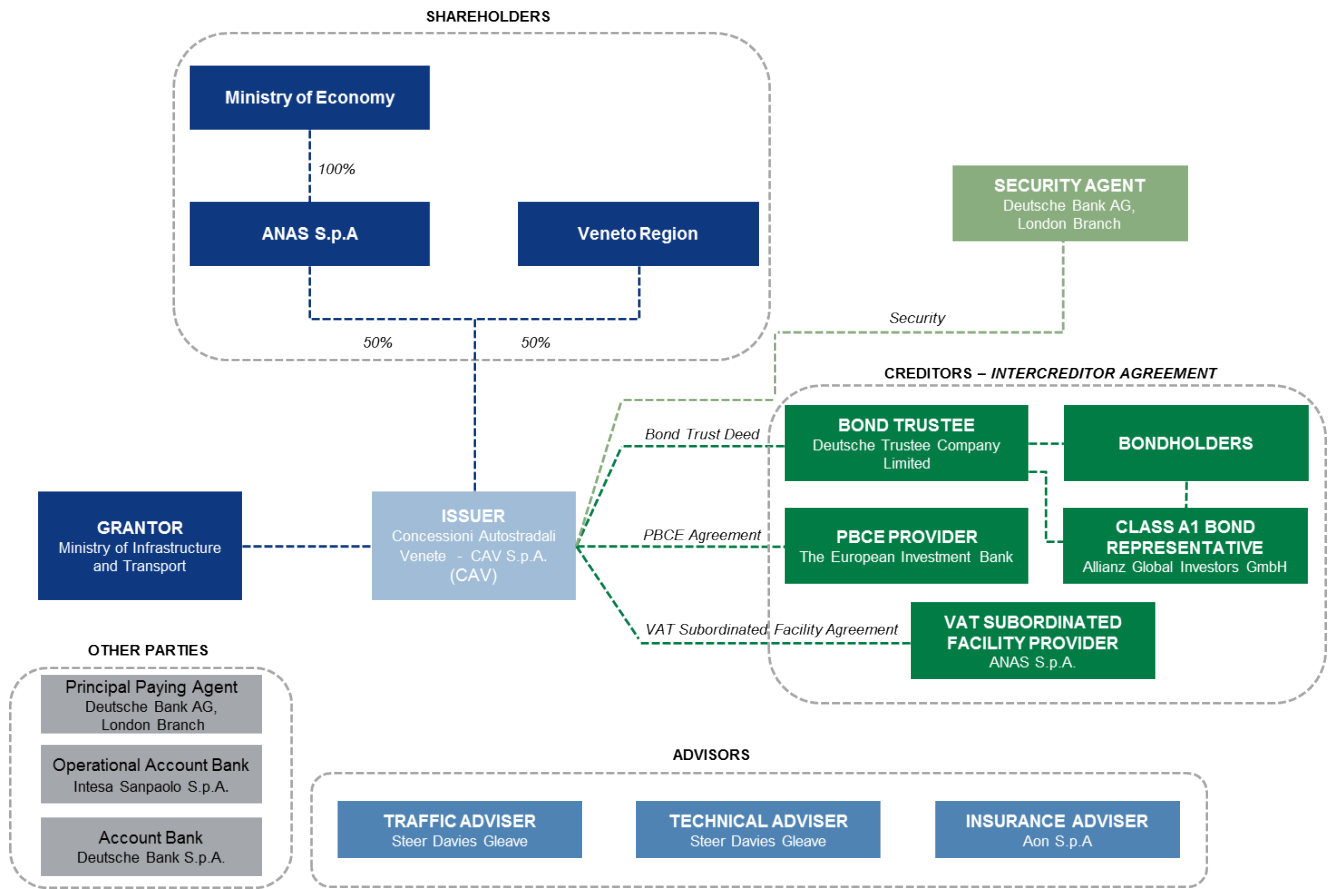 SHAREHOLDERS
Ministry of Economy
100%
ANAS S.p.A
Veneto Region
50%
50%
SECURITY AGENT
Deutsche Bank AG,
London Branch
Security
CREDITORS – INTERCREDITOR AGREEMENT
Bond Trust Deed
BOND TRUSTEE
Deutsche Trustee Company
Limited
BONDHOLDERS
GRANTOR
Ministry of Infrastructure
and Transport
ISSUER
Concessioni Autostradali
Venete - CAV S.p.A.
(CAV)
PBCE Agreement
PBCE PROVIDER
The European Investment Bank
CLASS A1 BOND
REPRESENTATIVE
Allianz Global Investors GmbH
VAT Subordinated Facility Agreement
VAT SUBORDINATED
FACILITY PROVIDER
ANAS S.p.A.
OTHER PARTIES
Principal Paying Agent
Deutsche Bank AG,
London Branch
Operational Account Bank
Intesa Sanpaolo S.p.A.
Account Bank
Deutsche Bank S.p.A.
ADVISORS
TRAFFIC ADVISER
Steer Davies Gleave
TECHNICAL ADVISER
Steer Davies Gleave
INSURANCE ADVISER
Aon S.p.A